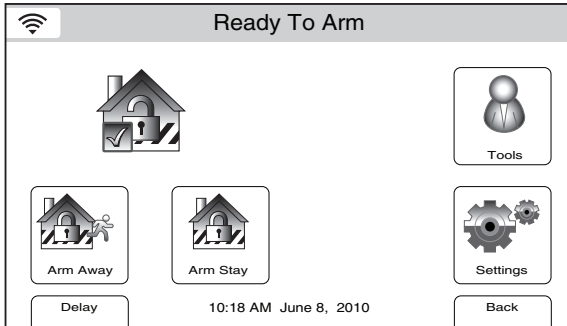 Ready To Arm
Tools
Arm Away
Arm Stay
Settings
Delay
10:18 AM June 8, 2010
Back